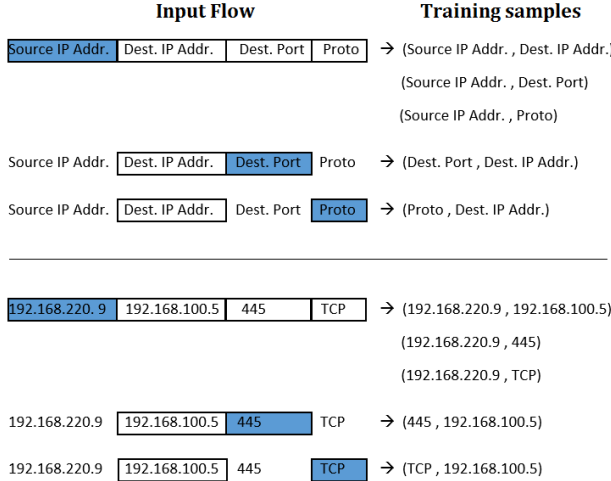 Input Flow Training samples
Source IP Addr. Dest. IP Addr. Dest. Port Proto → (Source IP Addr. , Dest. IP Addr.)
(Source IP Addr. , Dest. Port)
(Source IP Addr. , Proto)
Source IP Addr. Dest. IP Addr. Dest. Port Proto → (Dest. Port , Dest. IP Addr.)
Source IP Addr. Dest. IP Addr. Dest. Port Proto → (Proto , Dest. IP Addr.)
192.168.220. 9 192.168.100.5 445 TCP → (192.168.220.9 , 192.168.100.5)
(192.168.220.9 , 445)
(192.168.220.9 , TCP)
192.168.220.9 192.168.100.5 445 TCP → (445 , 192.168.100.5)
192.168.220.9 192.168.100.5 445 TCP → (TCP , 192.168.100.5)